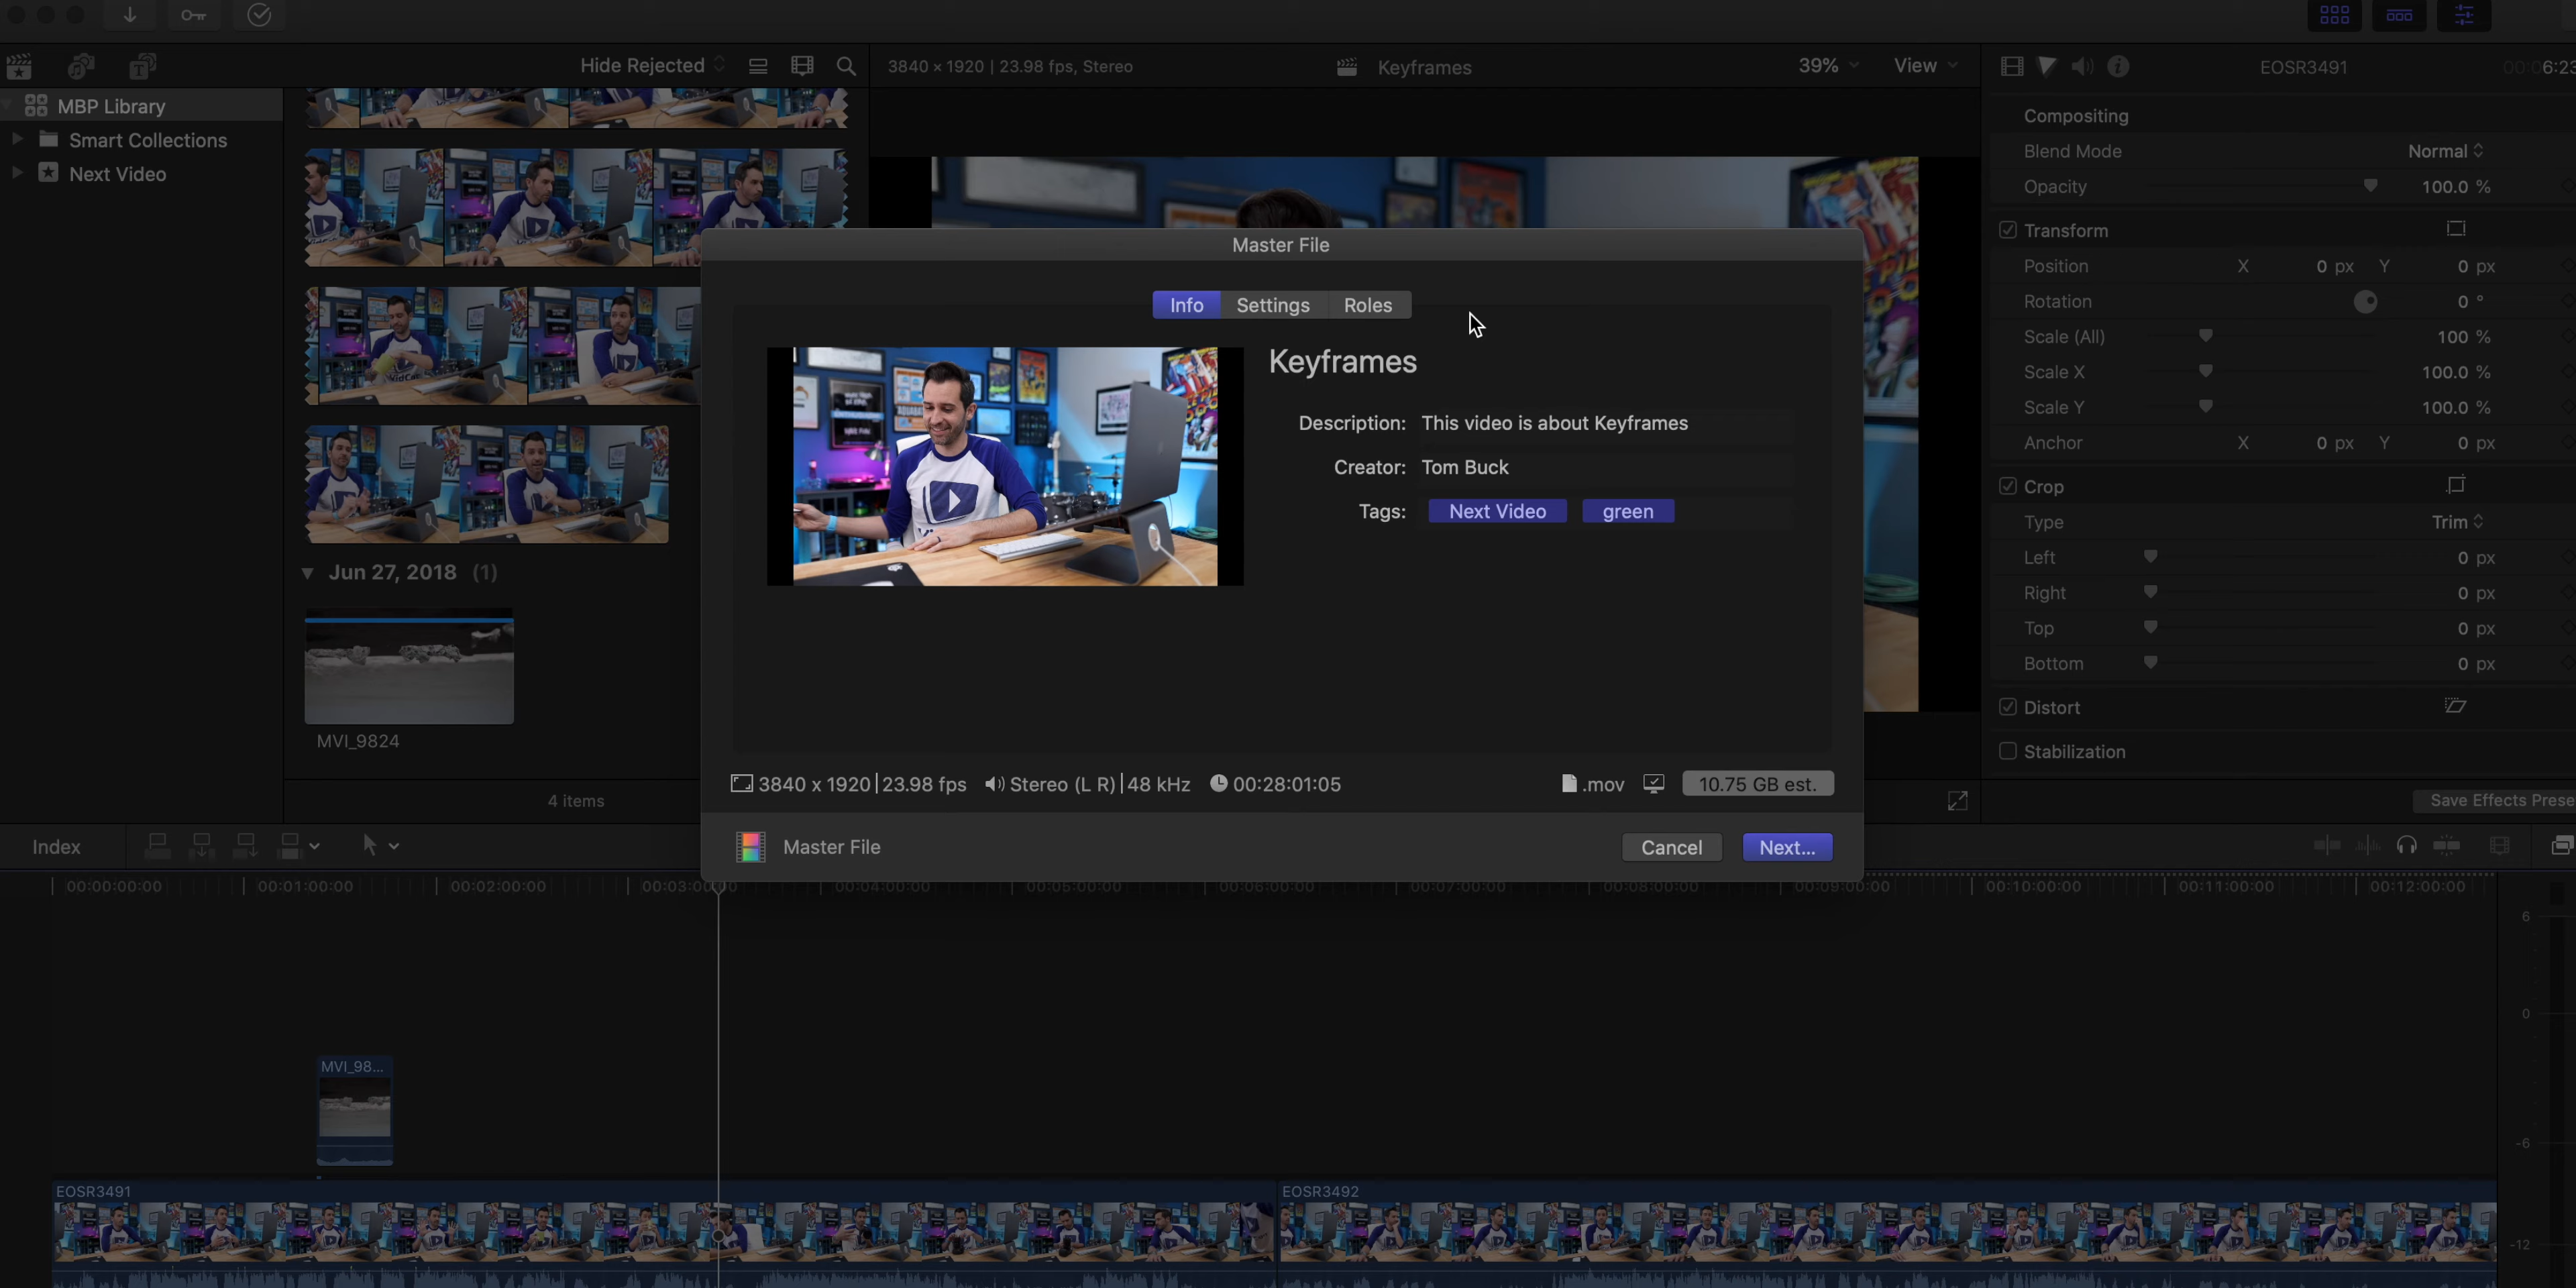 Hide Rejected
3840 × 1920 | 23.98 fps, Stereo
Keyframes
39%
View
EOSR3491
00:06:23
MBP Library
Smart Collections
Next Video
Jun 27, 2018 (1)
MVI_9824
4 items
Master File
Info
Settings
Roles
Keyframes
Description: This video is about Keyframes
Creator: Tom Buck
Tags: Next Video green
3840 x 1920 | 23.98 fps
Stereo (L R) | 48 kHz
00:28:01:05
.mov
10.75 GB est.
Master File
Cancel
Next...
Compositing
Blend Mode Normal
Opacity 100.0 %
Transform
Position X 0 px Y 0 px
Rotation 0 °
Scale (All) 100 %
Scale X 100.0 %
Scale Y 100.0 %
Anchor X 0 px Y 0 px
Crop
Type Trim
Left 0 px
Right 0 px
Top 0 px
Bottom 0 px
Distort
Stabilization
Save Effects Prese
Index
00:00:00:00
00:01:00:00
00:02:00:00
00:03:00:00
00:04:00:00
00:05:00:00
00:06:00:00
00:07:00:00
00:08:00:00
00:09:00:00
00:10:00:00
00:11:00:00
00:12:00:00
6
0
-6
-12
MVI_98...
EOSR3491
EOSR3492